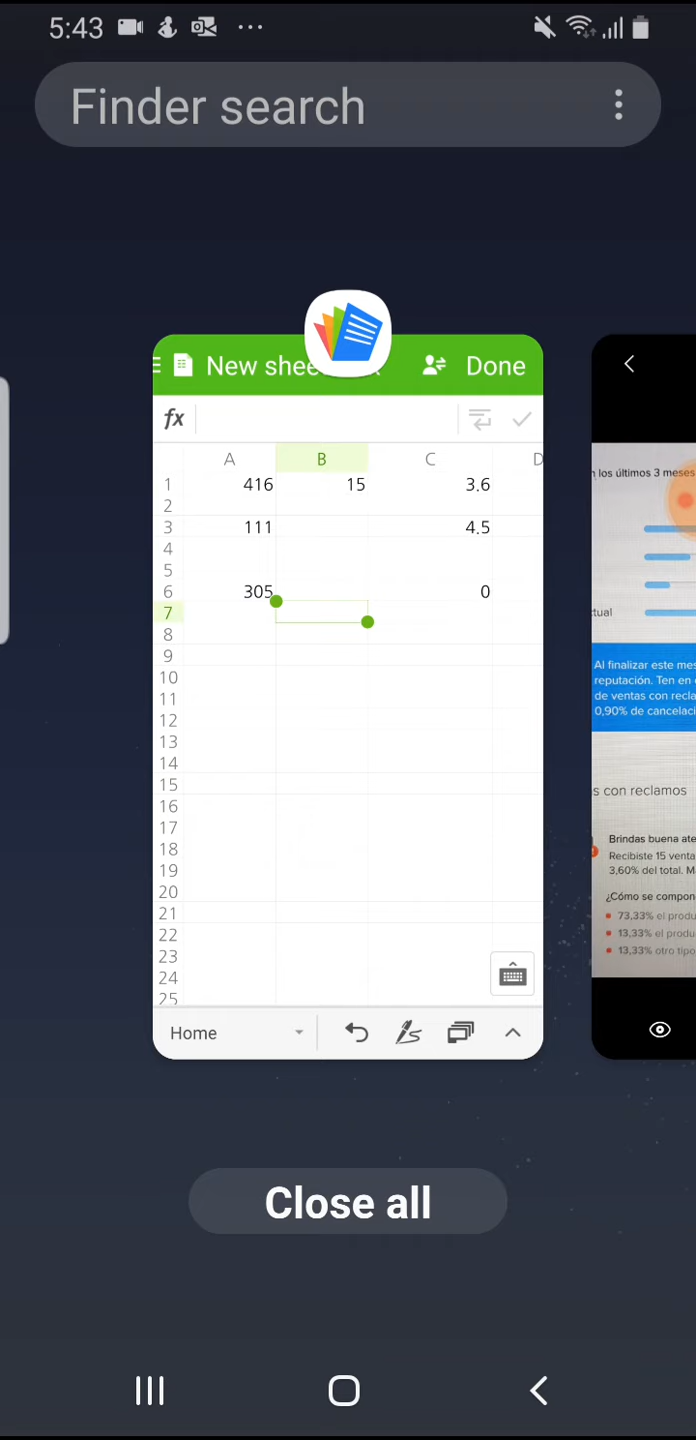 5:43
Finder search
New shee
Done
fx
A B C D
1 416 15 3.6
2
3 111 4.5
4
5
6 305 0
7
8
9
10
11
12
13
14
15
16
17
18
19
20
21
22
23
24
25
Home
los últimos 3 meses
tual
Al finalizar este mes
reputación. Ten en
de ventas con recla
0,90% de cancelaci
s con reclamos
Brindas buena ate
Recibiste 15 venta
3,60% del total. M
¿Cómo se compon
73,33% el produ
13,33% el produ
13,33% otro tipo
Close all